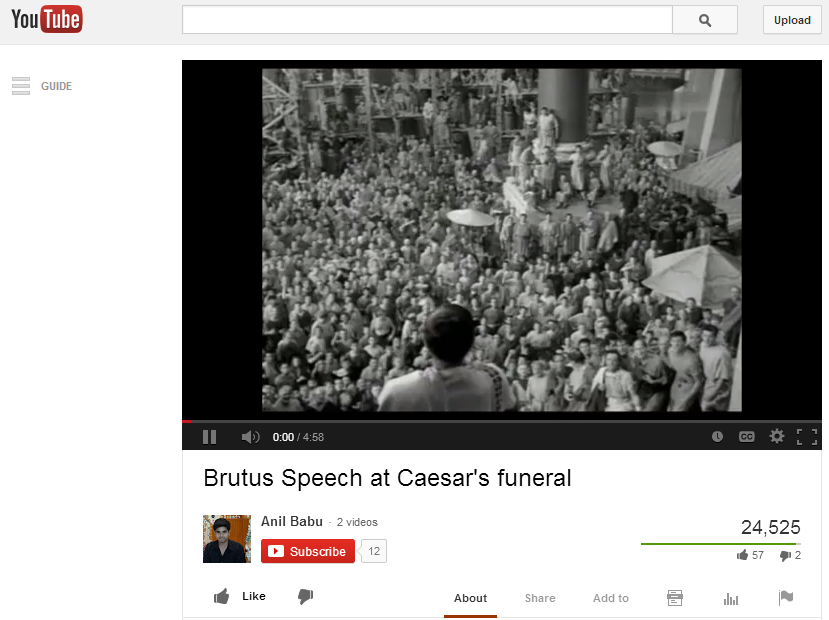 YouTube
Upload
GUIDE
0:00 / 4:58
CC
Brutus Speech at Caesar's funeral
Anil Babu · 2 videos
24,525
Subscribe 12
57 2
Like
About Share Add to